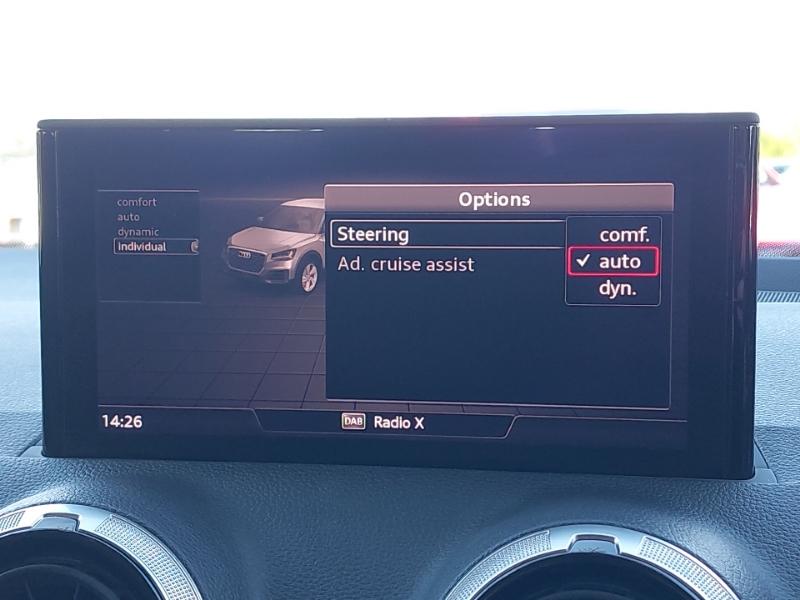 comfort
auto
dynamic
individual
Options
Steering
Ad. cruise assist
comf.
auto
dyn.
14:26
DAB Radio X